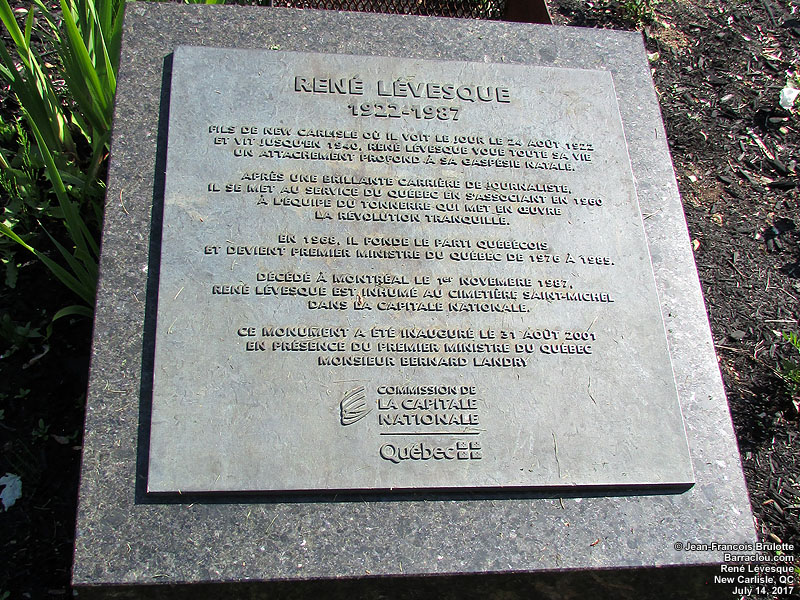 RENÉ LÉVESQUE
1922-1987
FILS DE NEW CARLISLE OÙ IL VOIT LE JOUR LE 24 AOÛT 1922
ET VIT JUSQU'EN 1940, RENÉ LÉVESQUE VOUE TOUTE SA VIE
UN ATTACHEMENT PROFOND À SA GASPÉSIE NATALE.
APRÈS UNE BRILLANTE CARRIÈRE DE JOURNALISTE,
IL SE MET AU SERVICE DU QUÉBEC EN S'ASSOCIANT EN 1960
À L'ÉQUIPE DU TONNERRE QUI MET EN ŒUVRE
LA RÉVOLUTION TRANQUILLE.
EN 1968, IL FONDE LE PARTI QUÉBÉCOIS
ET DEVIENT PREMIER MINISTRE DU QUÉBEC DE 1976 À 1985.
DÉCÉDÉ À MONTRÉAL LE 1er NOVEMBRE 1987,
RENÉ LÉVESQUE EST INHUMÉ AU CIMETIÈRE SAINT-MICHEL
DANS LA CAPITALE NATIONALE.
CE MONUMENT A ÉTÉ INAUGURÉ LE 31 AOÛT 2001
EN PRÉSENCE DU PREMIER MINISTRE DU QUÉBEC
MONSIEUR BERNARD LANDRY
COMMISSION DE
LA CAPITALE
NATIONALE
Québec
© Jean-François Brulotte
Barraclou.com
René Lévesque
New Carlisle, QC
July 14, 2017